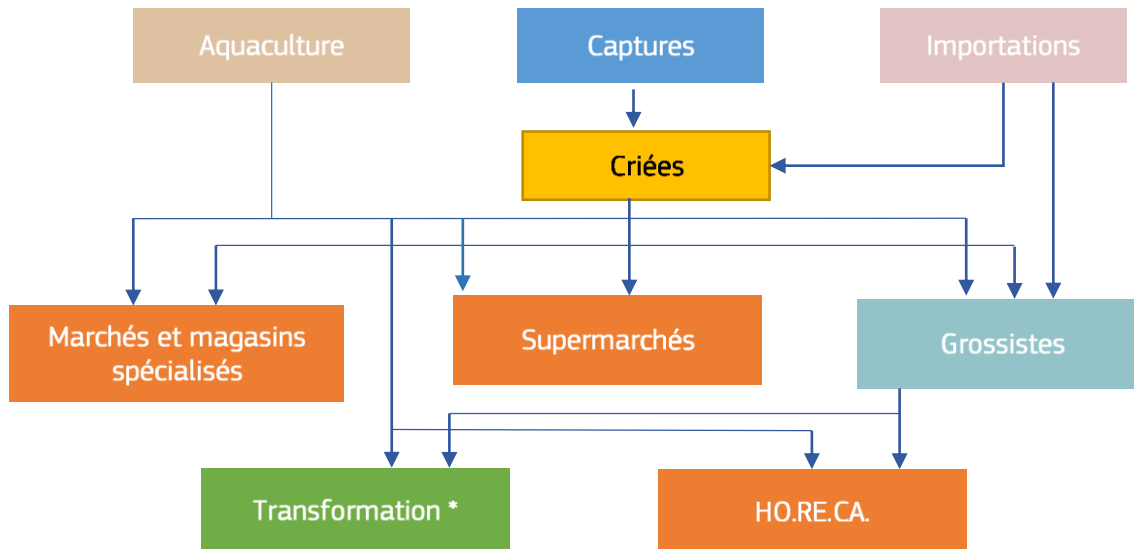 Aquaculture
Captures
Importations
Criées
Marchés et magasins
spécialisés
Supermarchés
Grossistes
Transformation *
HO.RE.CA.